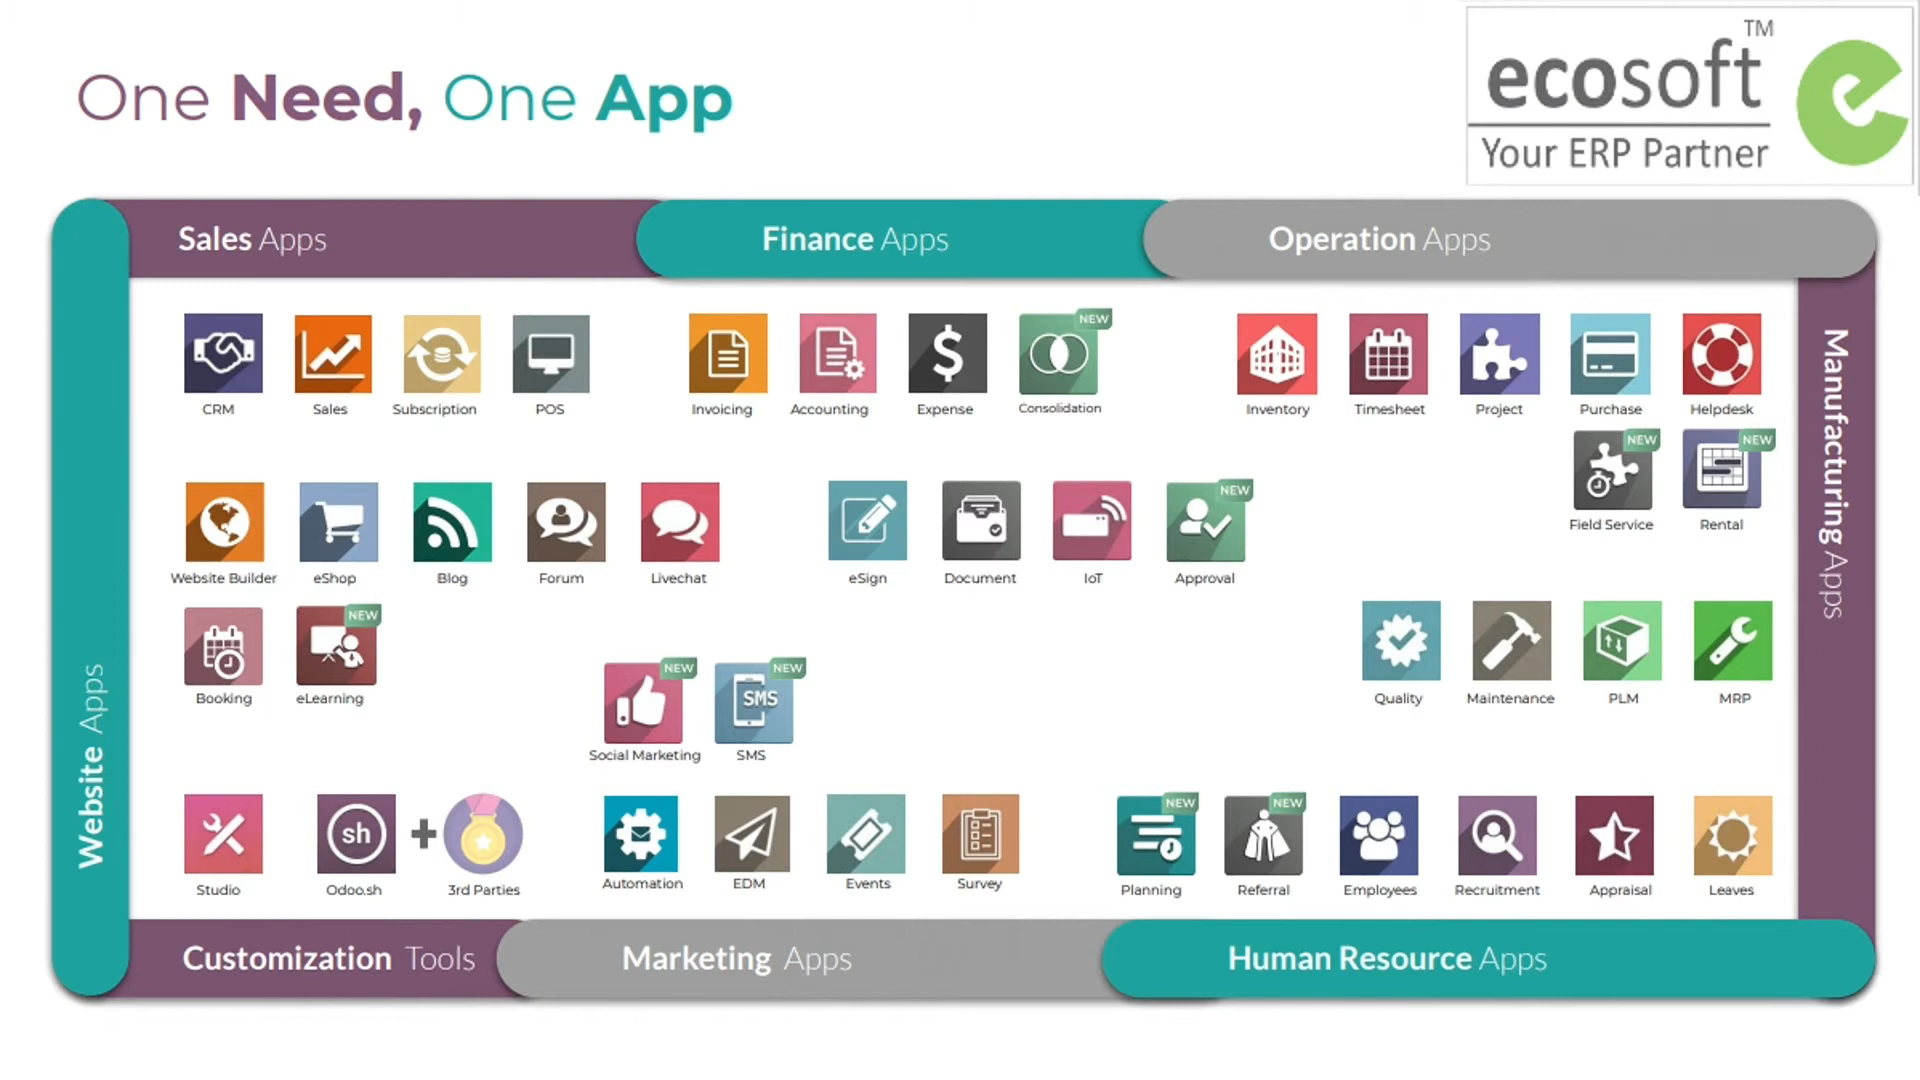 One Need, One App
TM
ecosoft
Your ERP Partner
Sales Apps
Finance Apps
Operation Apps
CRM
Sales
Subscription
POS
Invoicing
Accounting
Expense
NEW
Consolidation
Inventory
Timesheet
Project
Purchase
Helpdesk
NEW
Field Service
NEW
Rental
Manufacturing Apps
Website Builder
eShop
Blog
Forum
Livechat
eSign
Document
IoT
NEW
Approval
Booking
NEW
eLearning
Quality
Maintenance
PLM
MRP
Website Apps
NEW
Social Marketing
NEW
SMS
SMS
Studio
sh
Odoo.sh
+
3rd Parties
Automation
EDM
Events
Survey
NEW
Planning
NEW
Referral
Employees
Recruitment
Appraisal
Leaves
Customization Tools
Marketing Apps
Human Resource Apps